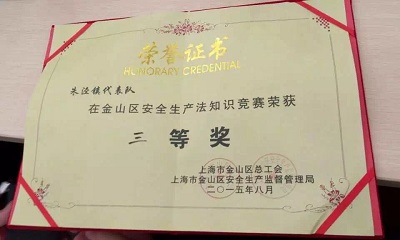 荣誉证书
HONORARY CREDENTIAL
朱泾镇代表队
在金山区安全生产法知识竞赛荣获
三等奖
上海市金山区总工会
上海市金山区安全生产监督管理局
二〇一五年八月